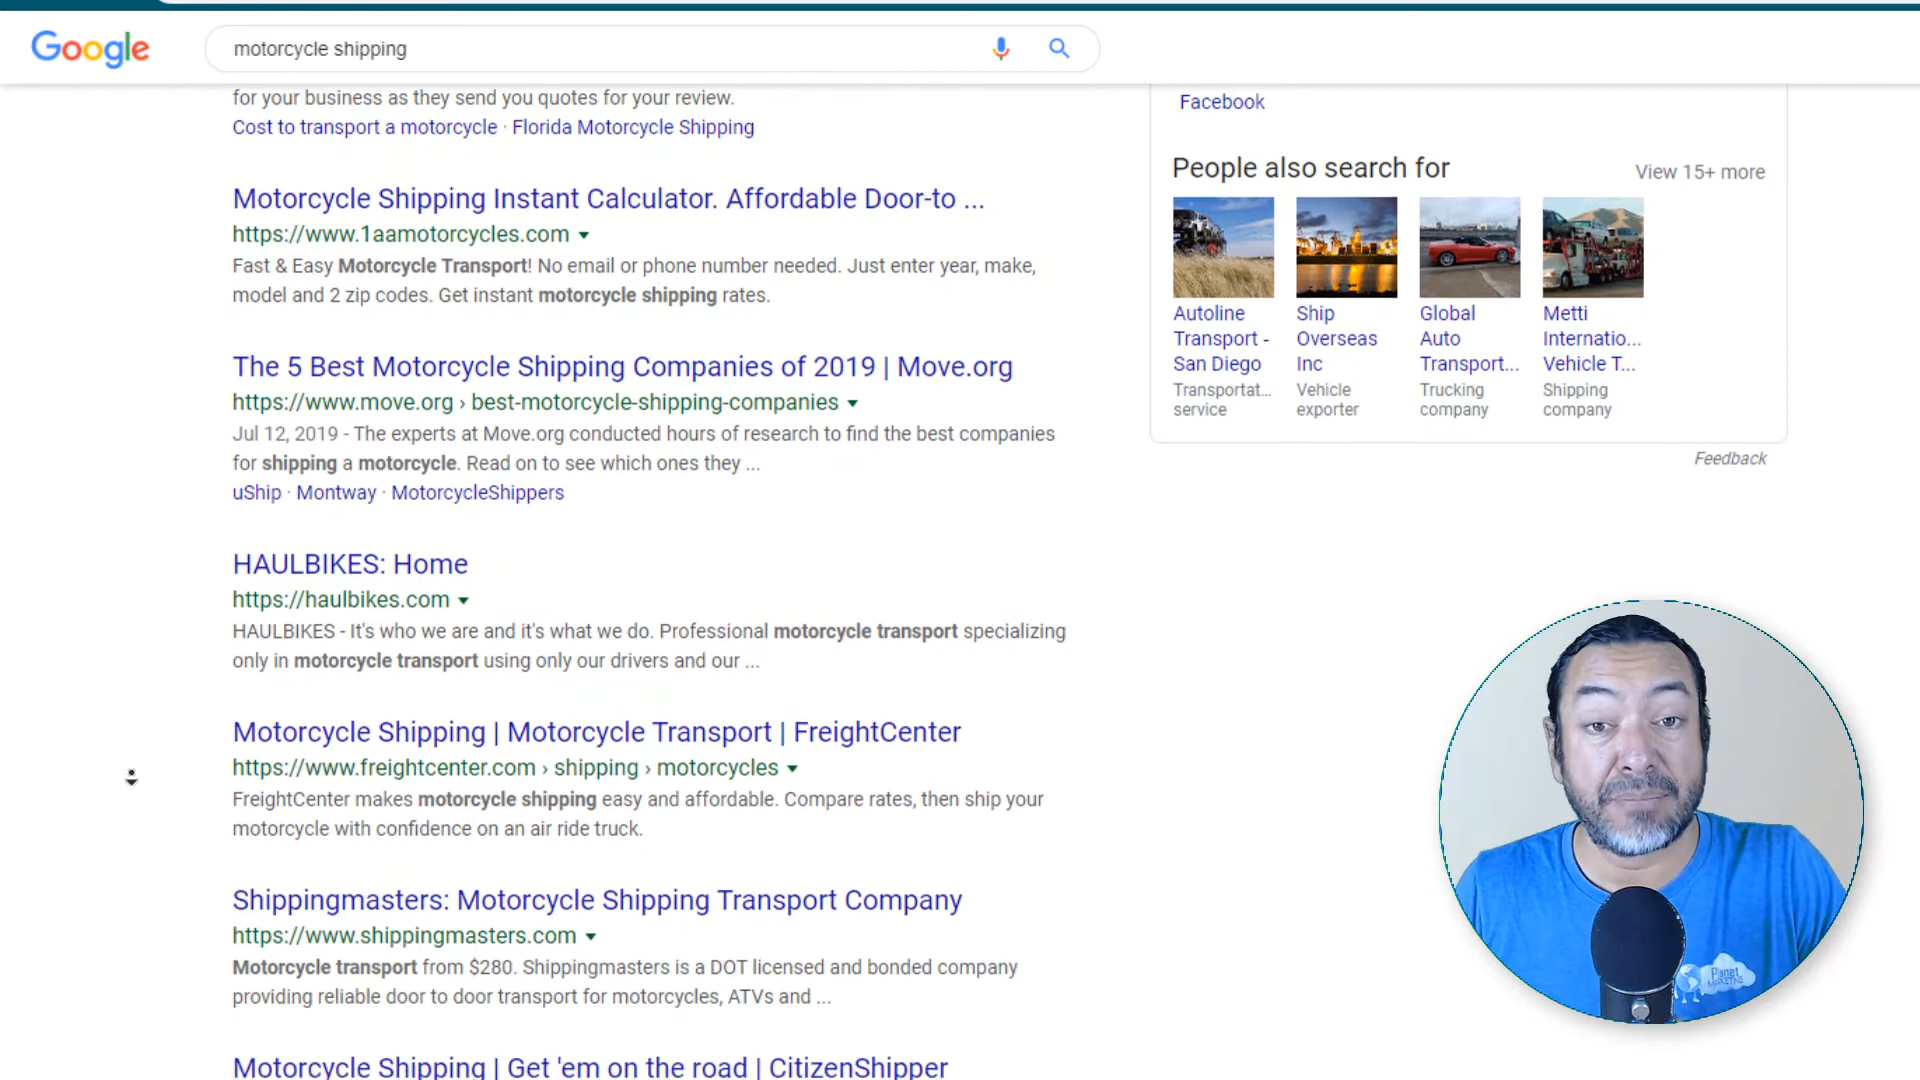 Google
motorcycle shipping
for your business as they send you quotes for your review.
Cost to transport a motorcycle · Florida Motorcycle Shipping
Motorcycle Shipping Instant Calculator. Affordable Door-to ...
https://www.1aamotorcycles.com
Fast & Easy Motorcycle Transport! No email or phone number needed. Just enter year, make,
model and 2 zip codes. Get instant motorcycle shipping rates.
The 5 Best Motorcycle Shipping Companies of 2019 | Move.org
https://www.move.org › best-motorcycle-shipping-companies
Jul 12, 2019 - The experts at Move.org conducted hours of research to find the best companies
for shipping a motorcycle. Read on to see which ones they ...
uShip · Montway · MotorcycleShippers
HAULBIKES: Home
https://haulbikes.com
HAULBIKES - It's who we are and it's what we do. Professional motorcycle transport specializing
only in motorcycle transport using only our drivers and our ...
Motorcycle Shipping | Motorcycle Transport | FreightCenter
https://www.freightcenter.com › shipping › motorcycles
FreightCenter makes motorcycle shipping easy and affordable. Compare rates, then ship your
motorcycle with confidence on an air ride truck.
Shippingmasters: Motorcycle Shipping Transport Company
https://www.shippingmasters.com
Motorcycle transport from $280. Shippingmasters is a DOT licensed and bonded company
providing reliable door to door transport for motorcycles, ATVs and ...
Motorcycle Shipping | Get 'em on the road | CitizenShipper
Facebook
People also search for
View 15+ more
Autoline
Transport -
San Diego
Transportat...
service
Ship
Overseas
Inc
Vehicle
exporter
Global
Auto
Transport...
Trucking
company
Metti
Internatio...
Vehicle T...
Shipping
company
Feedback
Planet
MARKETING